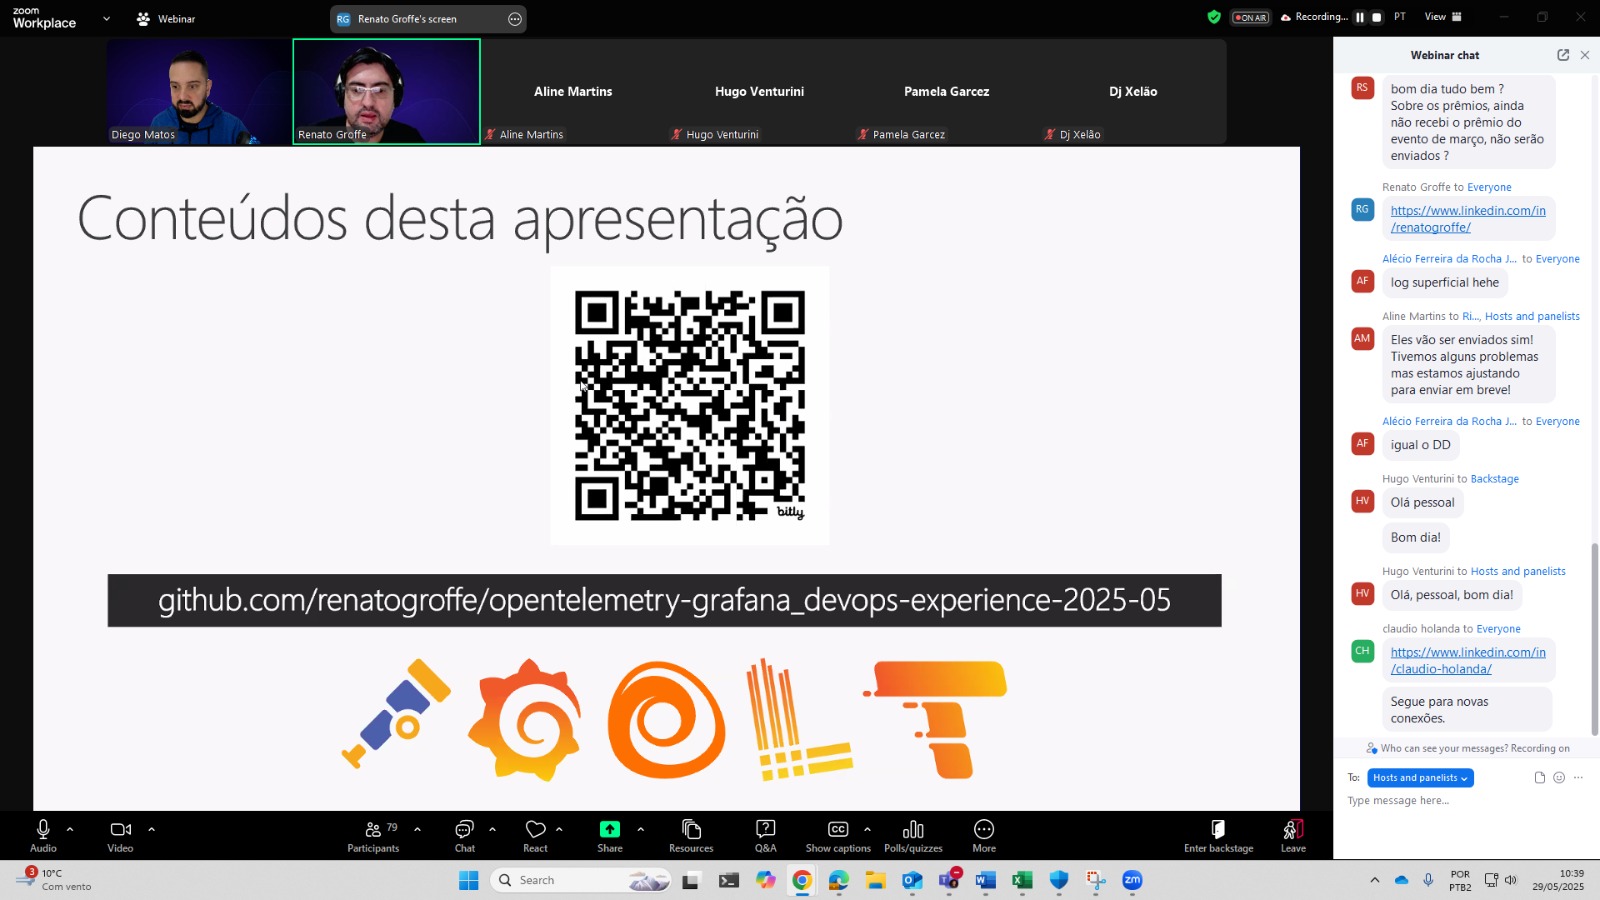 zoom
Workplace
Webinar
RG Renato Groffe's screen
ON AIR
Recording...
PT
View
Diego Matos
Renato Groffe
Aline Martins
Aline Martins
Hugo Venturini
Hugo Venturini
Pamela Garcez
Pamela Garcez
Dj Xelão
Dj Xelão
Conteúdos desta apresentação
bitly
github.com/renatogroffe/opentelemetry-grafana_devops-experience-2025-05
Webinar chat
RS
bom dia tudo bem ?
Sobre os prêmios, ainda
não recebi o prêmio do
evento de março, não serão
enviados ?
Renato Groffe to Everyone
RG
https://www.linkedin.com/in
/renatogroffe/
Alécio Ferreira da Rocha J... to Everyone
AF
log superficial hehe
Aline Martins to Ri..., Hosts and panelists
AM
Eles vão ser enviados sim!
Tivemos alguns problemas
mas estamos ajustando
para enviar em breve!
Alécio Ferreira da Rocha J... to Everyone
AF
igual o DD
Hugo Venturini to Backstage
HV
Olá pessoal
Bom dia!
Hugo Venturini to Hosts and panelists
HV
Olá, pessoal, bom dia!
claudio holanda to Everyone
CH
https://www.linkedin.com/in
/claudio-holanda/
Segue para novas
conexões.
Who can see your messages? Recording on
To: Hosts and panelists
Type message here...
Audio
Video
79
Participants
Chat
React
Share
Resources
Q&A
CC
Show captions
Polls/quizzes
More
Enter backstage
Leave
3
10°C
Com vento
Search
zm
POR
PTB2
10:39
29/05/2025